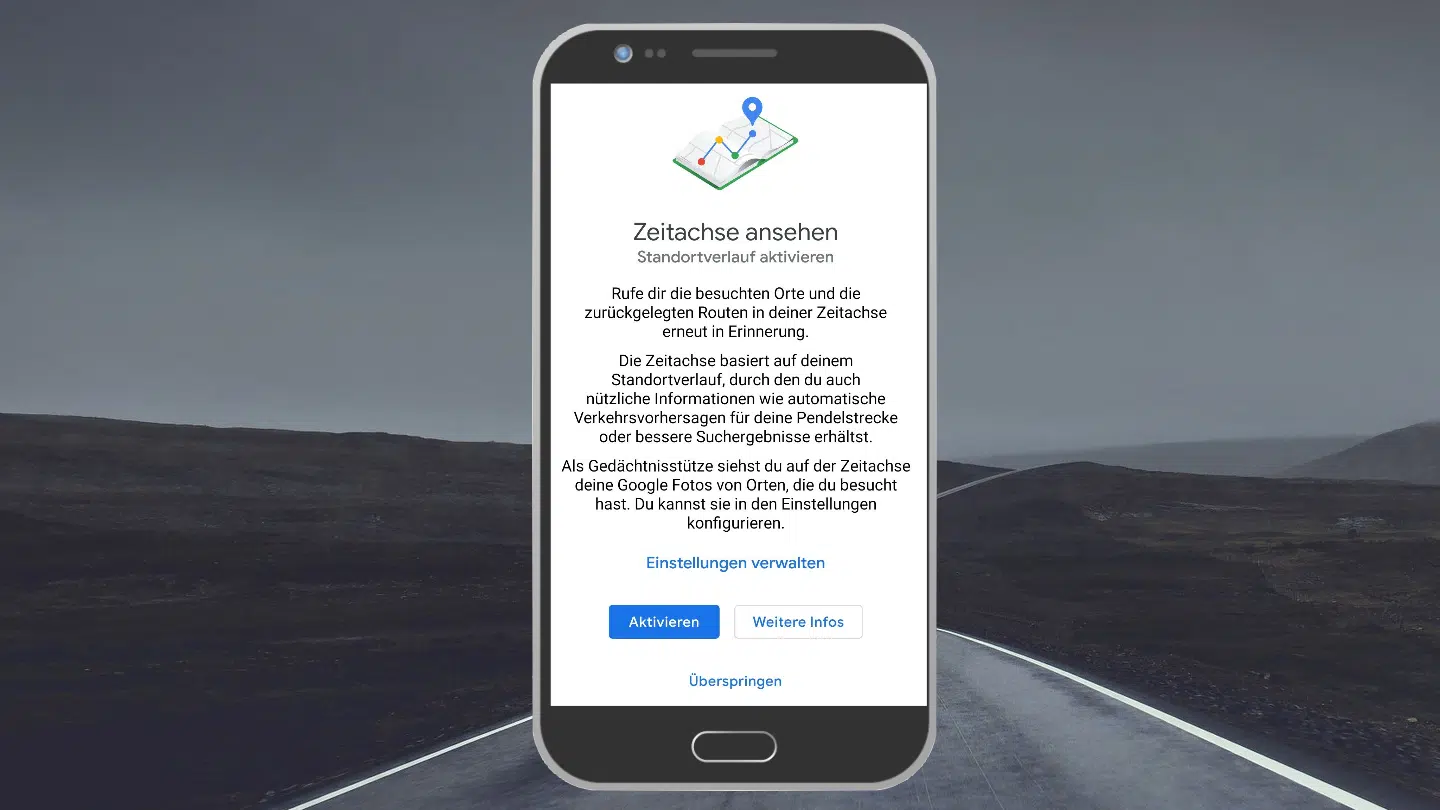 Zeitachse ansehen
Standortverlauf aktivieren
Rufe dir die besuchten Orte und die
zurückgelegten Routen in deiner Zeitachse
erneut in Erinnerung.
Die Zeitachse basiert auf deinem
Standortverlauf, durch den du auch
nützliche Informationen wie automatische
Verkehrsvorhersagen für deine Pendelstrecke
oder bessere Suchergebnisse erhältst.
Als Gedächtnisstütze siehst du auf der Zeitachse
deine Google Fotos von Orten, die du besucht
hast. Du kannst sie in den Einstellungen
konfigurieren.
Einstellungen verwalten
Aktivieren
Weitere Infos
Überspringen